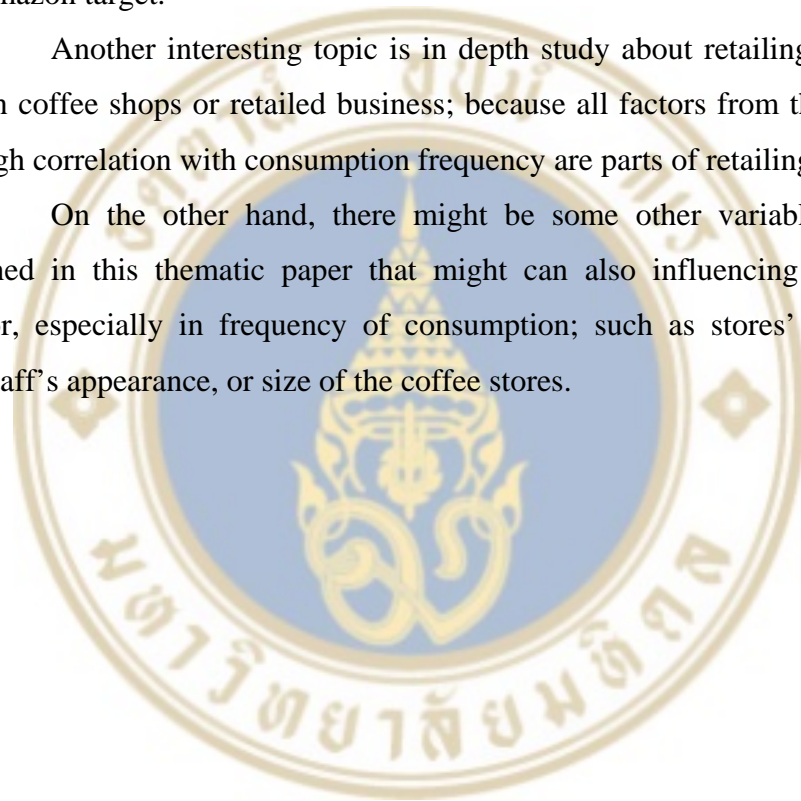 mazon target.
Another interesting topic is in depth study about retailing
n coffee shops or retailed business; because all factors from th
gh correlation with consumption frequency are parts of retailing
On the other hand, there might be some other variabl
ned in this thematic paper that might can also influencing
or, especially in frequency of consumption; such as stores’
aff’s appearance, or size of the coffee stores.
มหาวิทยาลัยมหิดล